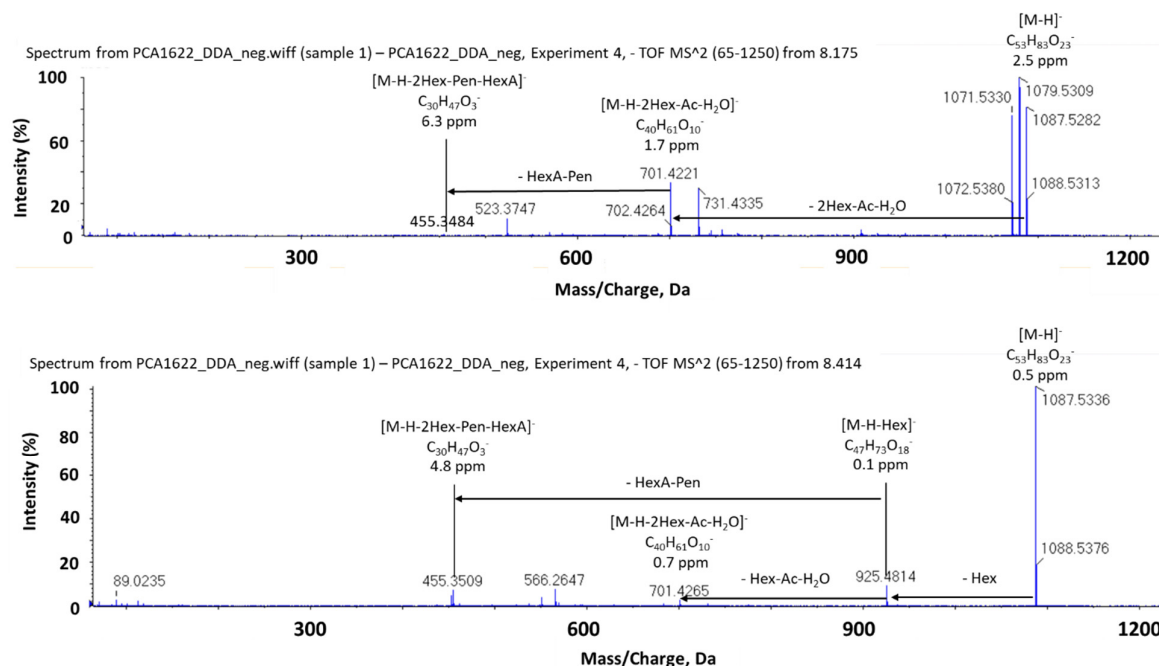 [M-H]-
C53H83O23-
2.5 ppm
Spectrum from PCA1622_DDA_neg.wiff (sample 1) – PCA1622_DDA_neg, Experiment 4, - TOF MS^2 (65-1250) from 8.175
[M-H-2Hex-Pen-HexA]-
C30H47O3-
6.3 ppm
[M-H-2Hex-Ac-H2O]-
C40H61O10-
1.7 ppm
100
60
40
20
0
Intensity (%)
1071.5330
1079.5309
1087.5282
1072.5380
1088.5313
- HexA-Pen
701.4221
702.4264
731.4335
- 2Hex-Ac-H2O
455.3484
523.3747
300
600
900
1200
Mass/Charge, Da
[M-H]-
C53H83O23-
0.5 ppm
Spectrum from PCA1622_DDA_neg.wiff (sample 1) – PCA1622_DDA_neg, Experiment 4, - TOF MS^2 (65-1250) from 8.414
[M-H-2Hex-Pen-HexA]-
C30H47O3-
4.8 ppm
[M-H-Hex]-
C47H73O18-
0.1 ppm
100
80
60
40
20
0
Intensity (%)
1087.5336
1088.5376
- HexA-Pen
[M-H-2Hex-Ac-H2O]-
C40H61O10-
0.7 ppm
89.0235
455.3509
566.2647
701.4265
- Hex-Ac-H2O
925.4814
- Hex
300
600
900
1200
Mass/Charge, Da